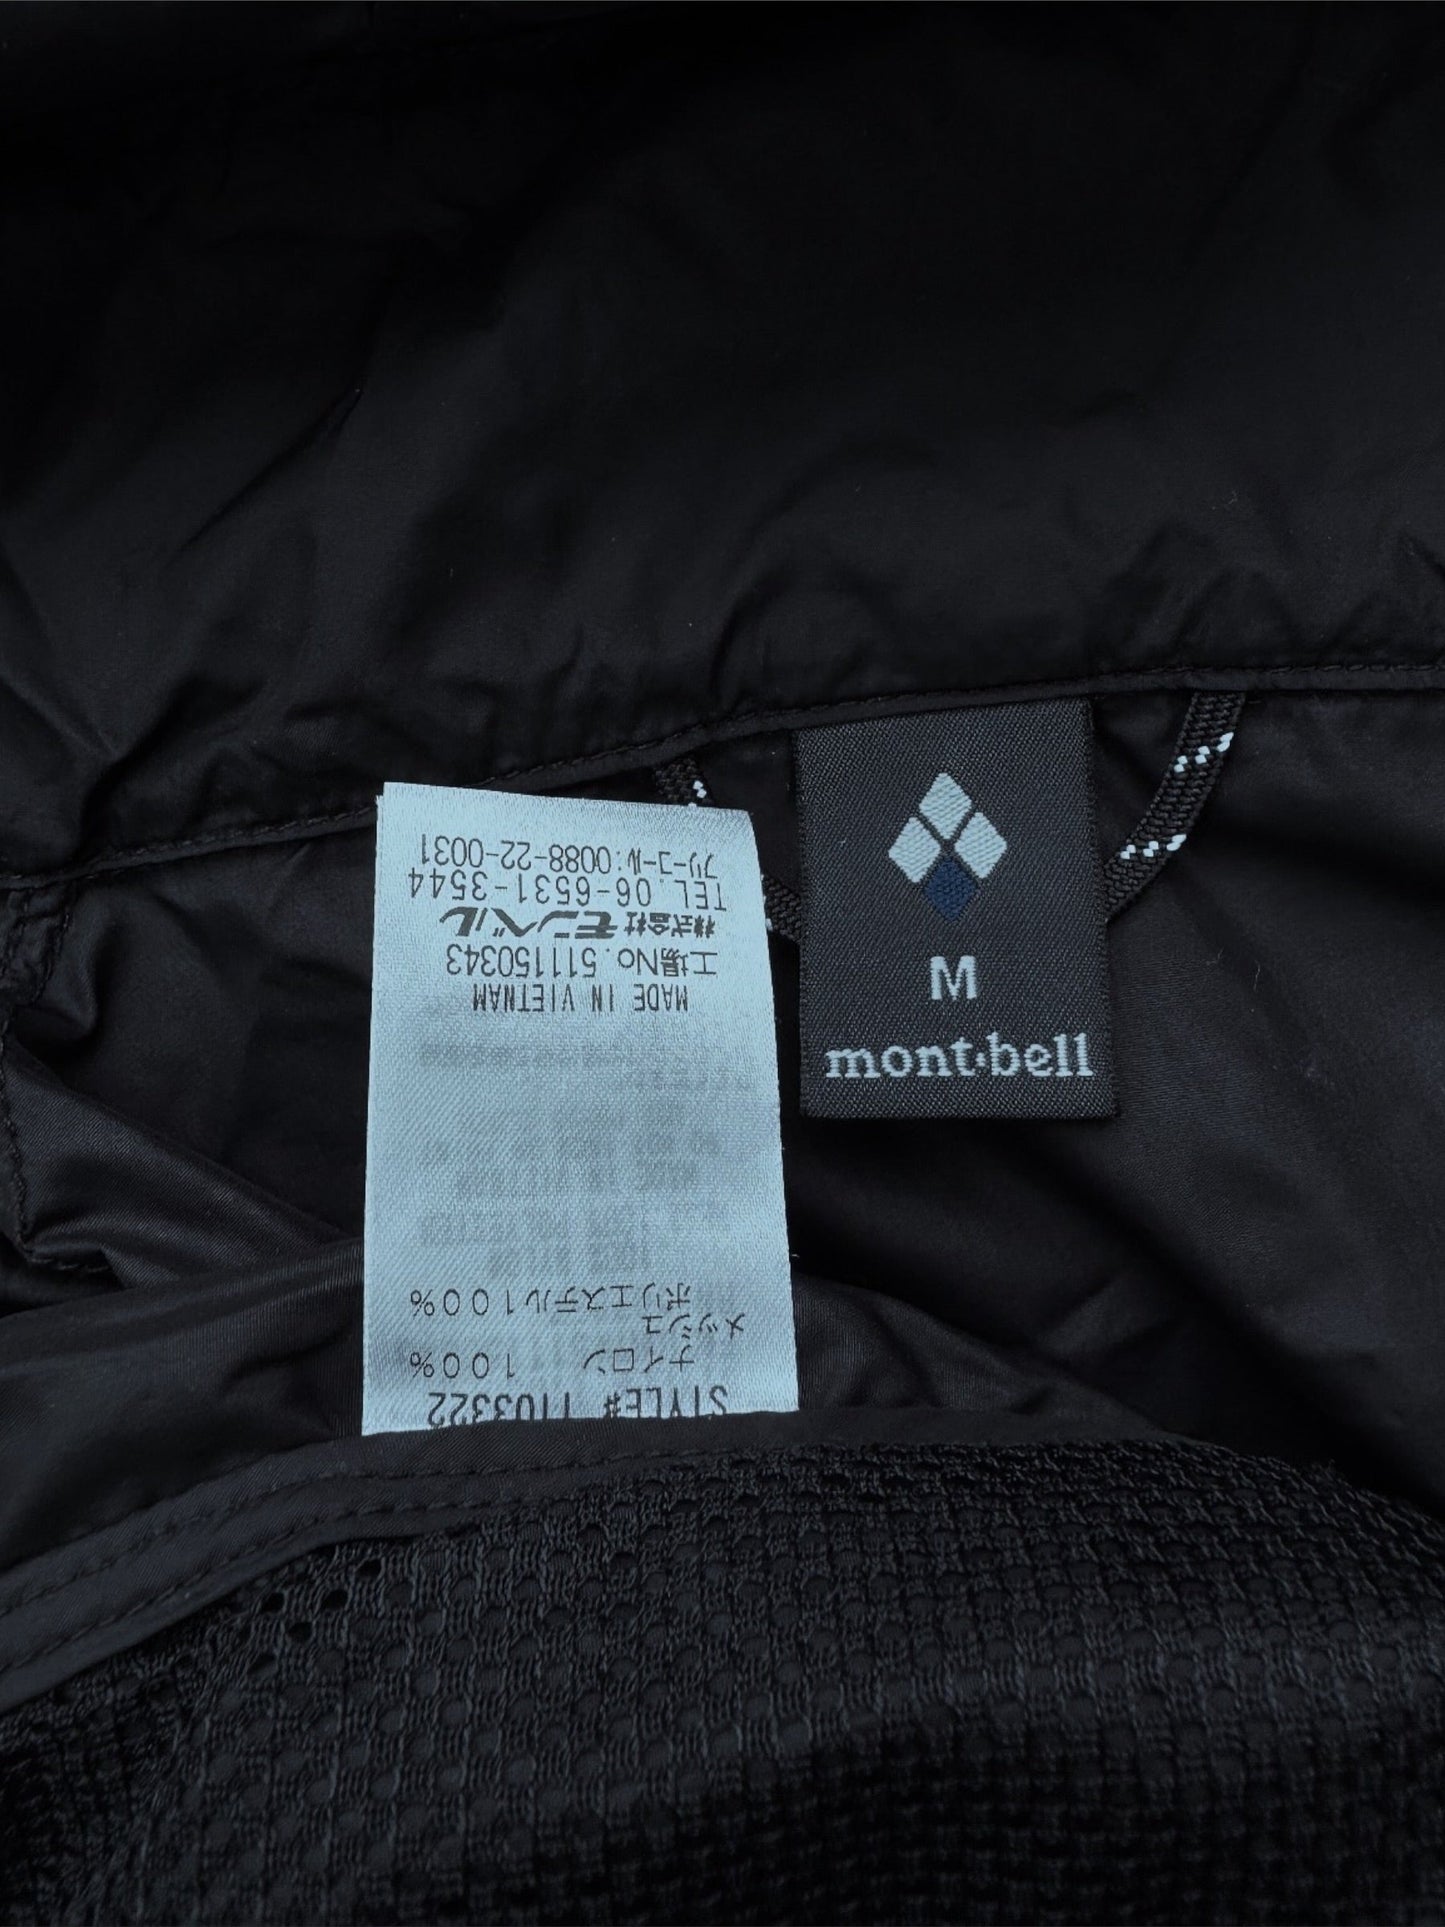 STYLE# 1103322
ナイロン 100%
メッシュ
ポリエステル100%
MADE IN VIETNAM
工場No. 511150343
株式会社 モンベル
TEL. 06-6531-3544
フリーコール:0088-22-0031
M
mont-bell